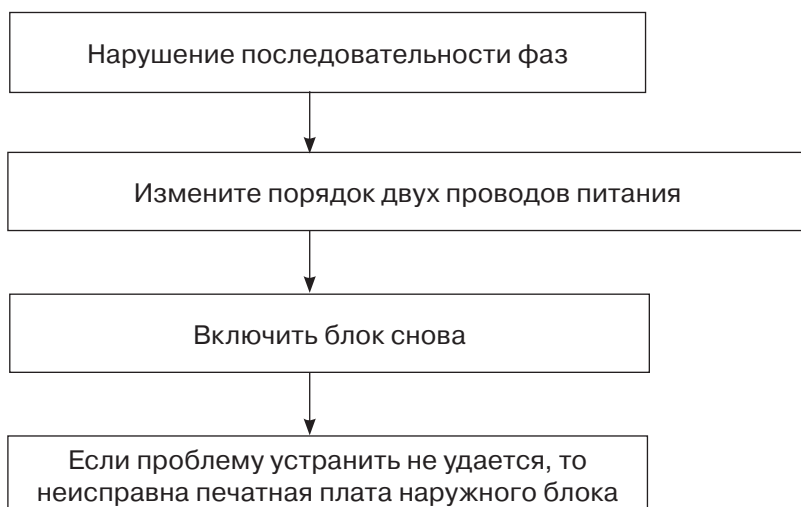 Нарушение последовательности фаз
Измените порядок двух проводов питания
Включить блок снова
Если проблему устранить не удается, то
неисправна печатная плата наружного блока